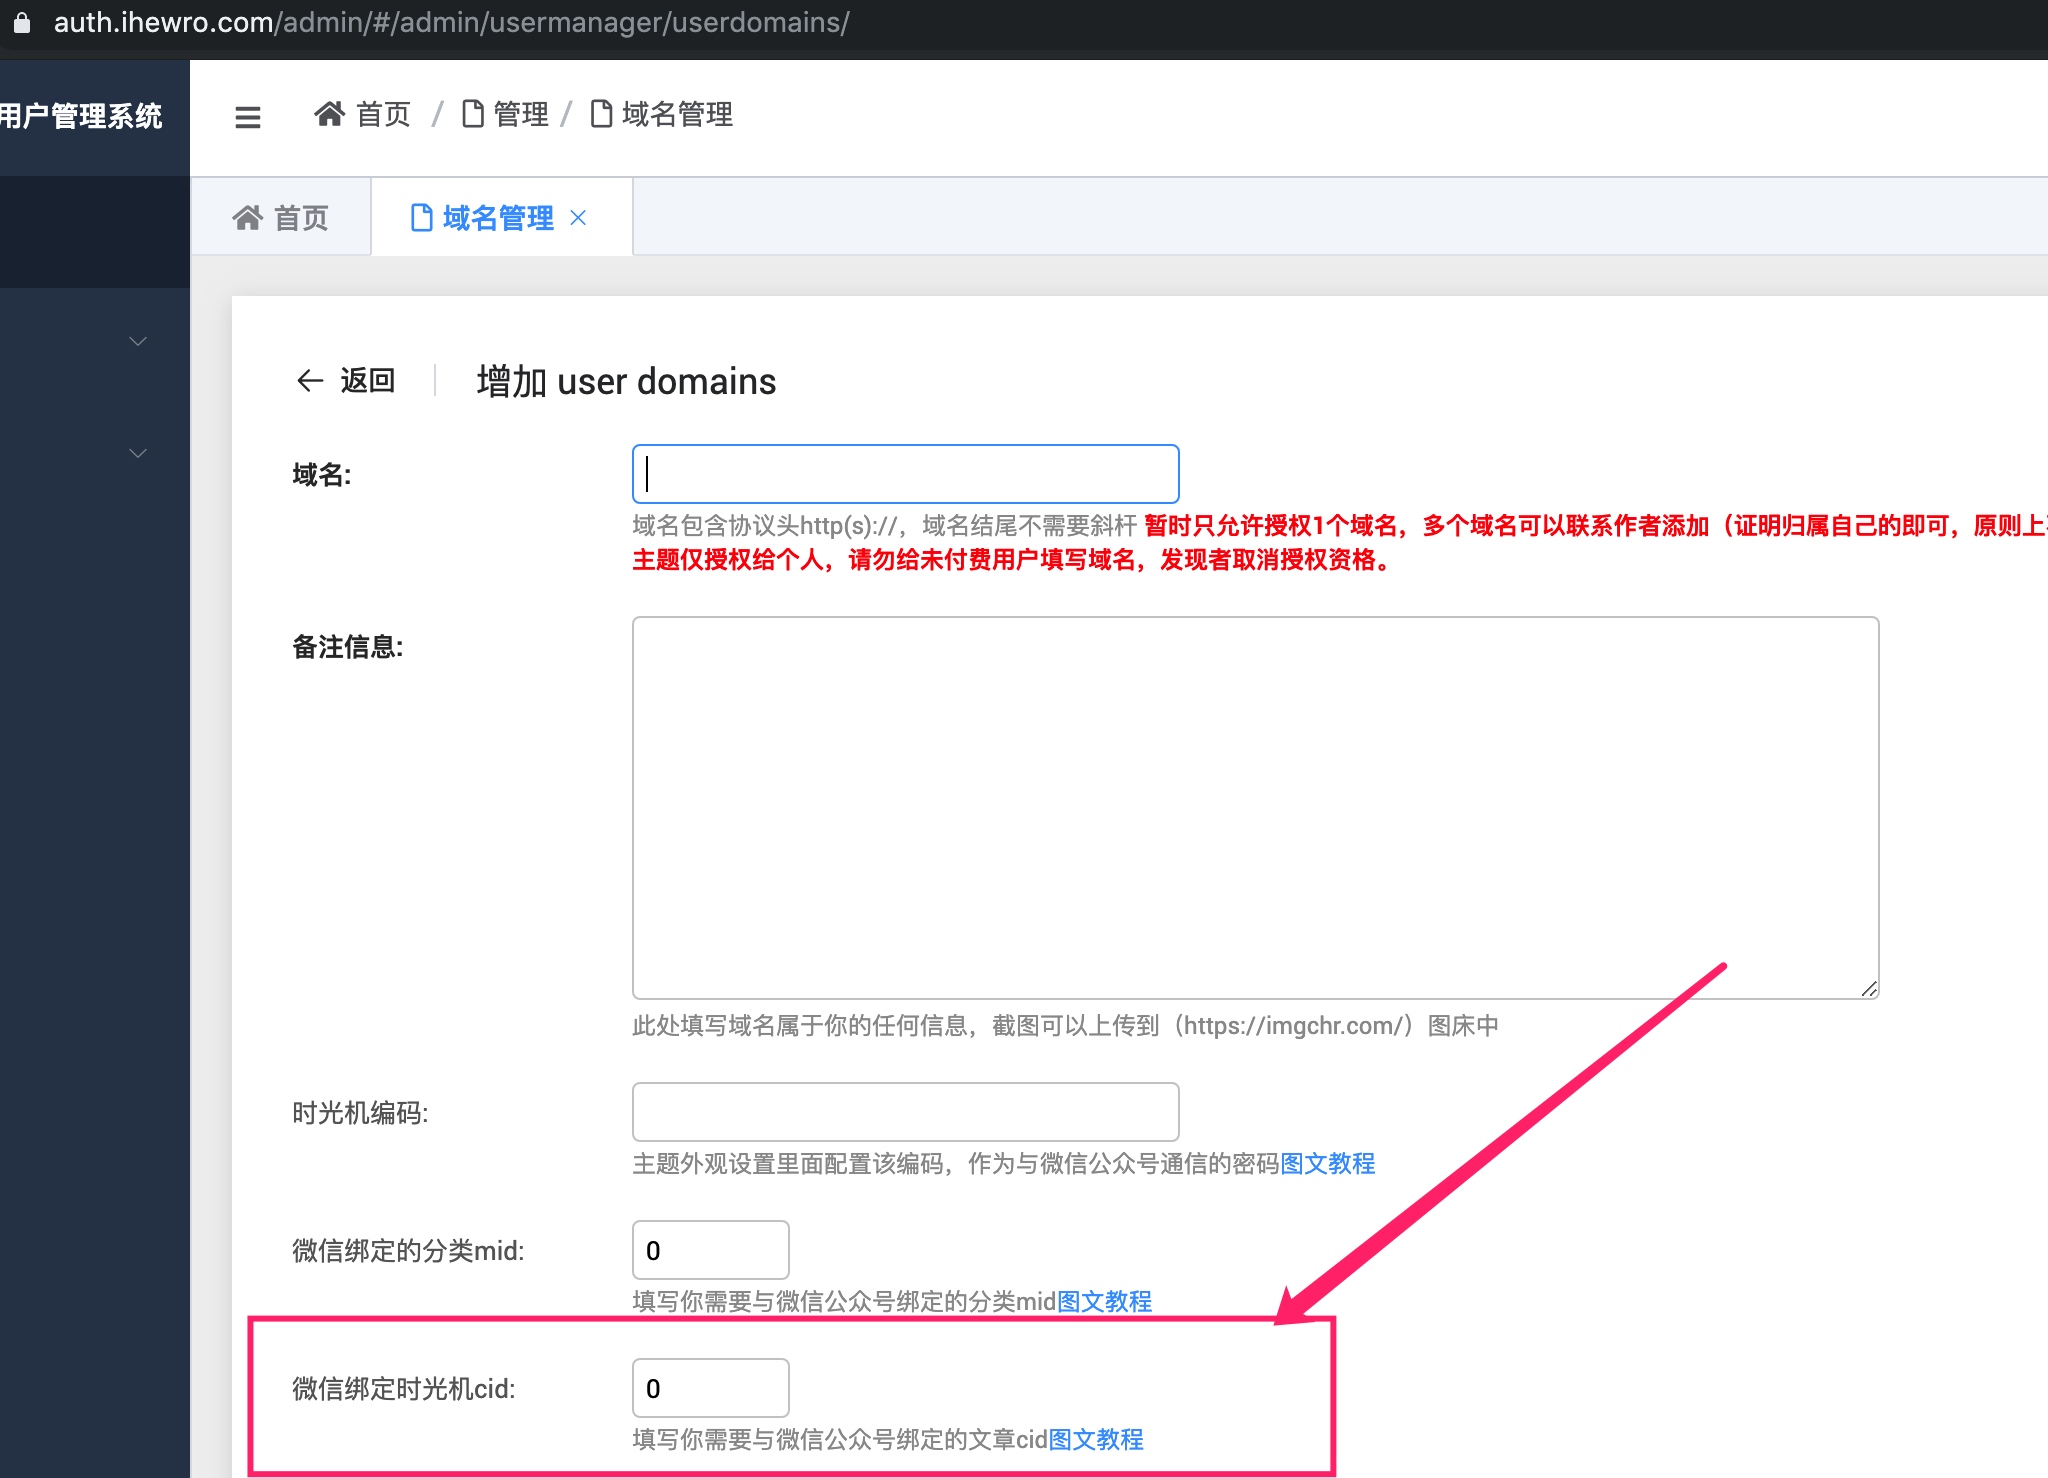 auth.ihewro.com/admin/#/admin/usermanager/userdomains/
用户管理系统
首页 / 管理 / 域名管理
首页
域名管理
返回
增加 user domains
域名:
域名包含协议头http(s)://，域名结尾不需要斜杆 暂时只允许授权1个域名，多个域名可以联系作者添加（证明归属自己的即可，原则上
主题仅授权给个人，请勿给未付费用户填写域名，发现者取消授权资格。
备注信息:
此处填写域名属于你的任何信息，截图可以上传到（https://imgchr.com/）图床中
时光机编码:
主题外观设置里面配置该编码，作为与微信公众号通信的密码图文教程
微信绑定的分类mid:
0
填写你需要与微信公众号绑定的分类mid图文教程
微信绑定时光机cid:
0
填写你需要与微信公众号绑定的文章cid图文教程